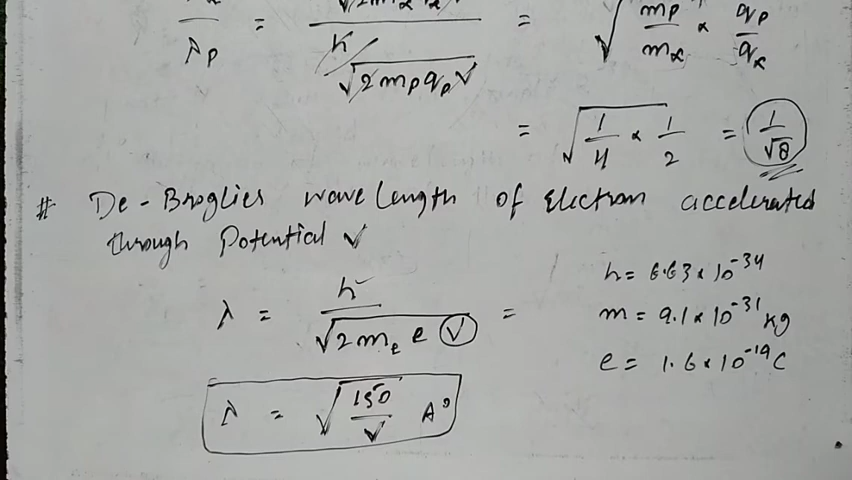 λp = h/√2mpqpV = √mp/mα × qp/qα
= √1/4 × 1/2 = 1/√8
# De-Broglies wave length of Electron accelerated
through Potential V
λ = h/√2me e V =
h = 6.63 × 10^-34
m = 9.1 × 10^-31 kg
e = 1.6 × 10^-19 C
λ = √150/V A°